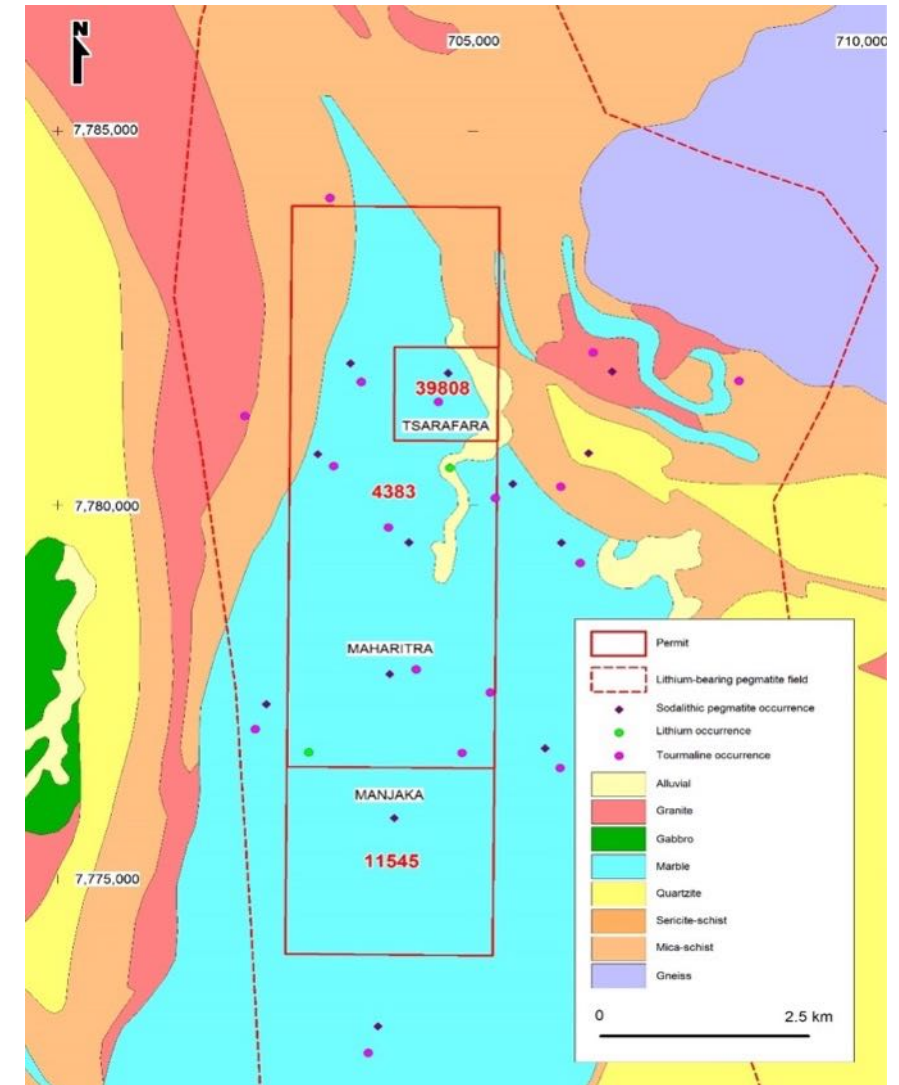 N
705,000
710,000
7,785,000
39808
TSARAFARA
4383
7,780,000
MAHARITRA
MANJAKA
11545
7,775,000
Permit
Lithium-bearing pegmatite field
Sodalithic pegmatite occurrence
Lithium occurrence
Tourmaline occurrence
Alluvial
Granite
Gabbro
Marble
Quartzite
Sericite-schist
Mica-schist
Gneiss
0 2.5 km